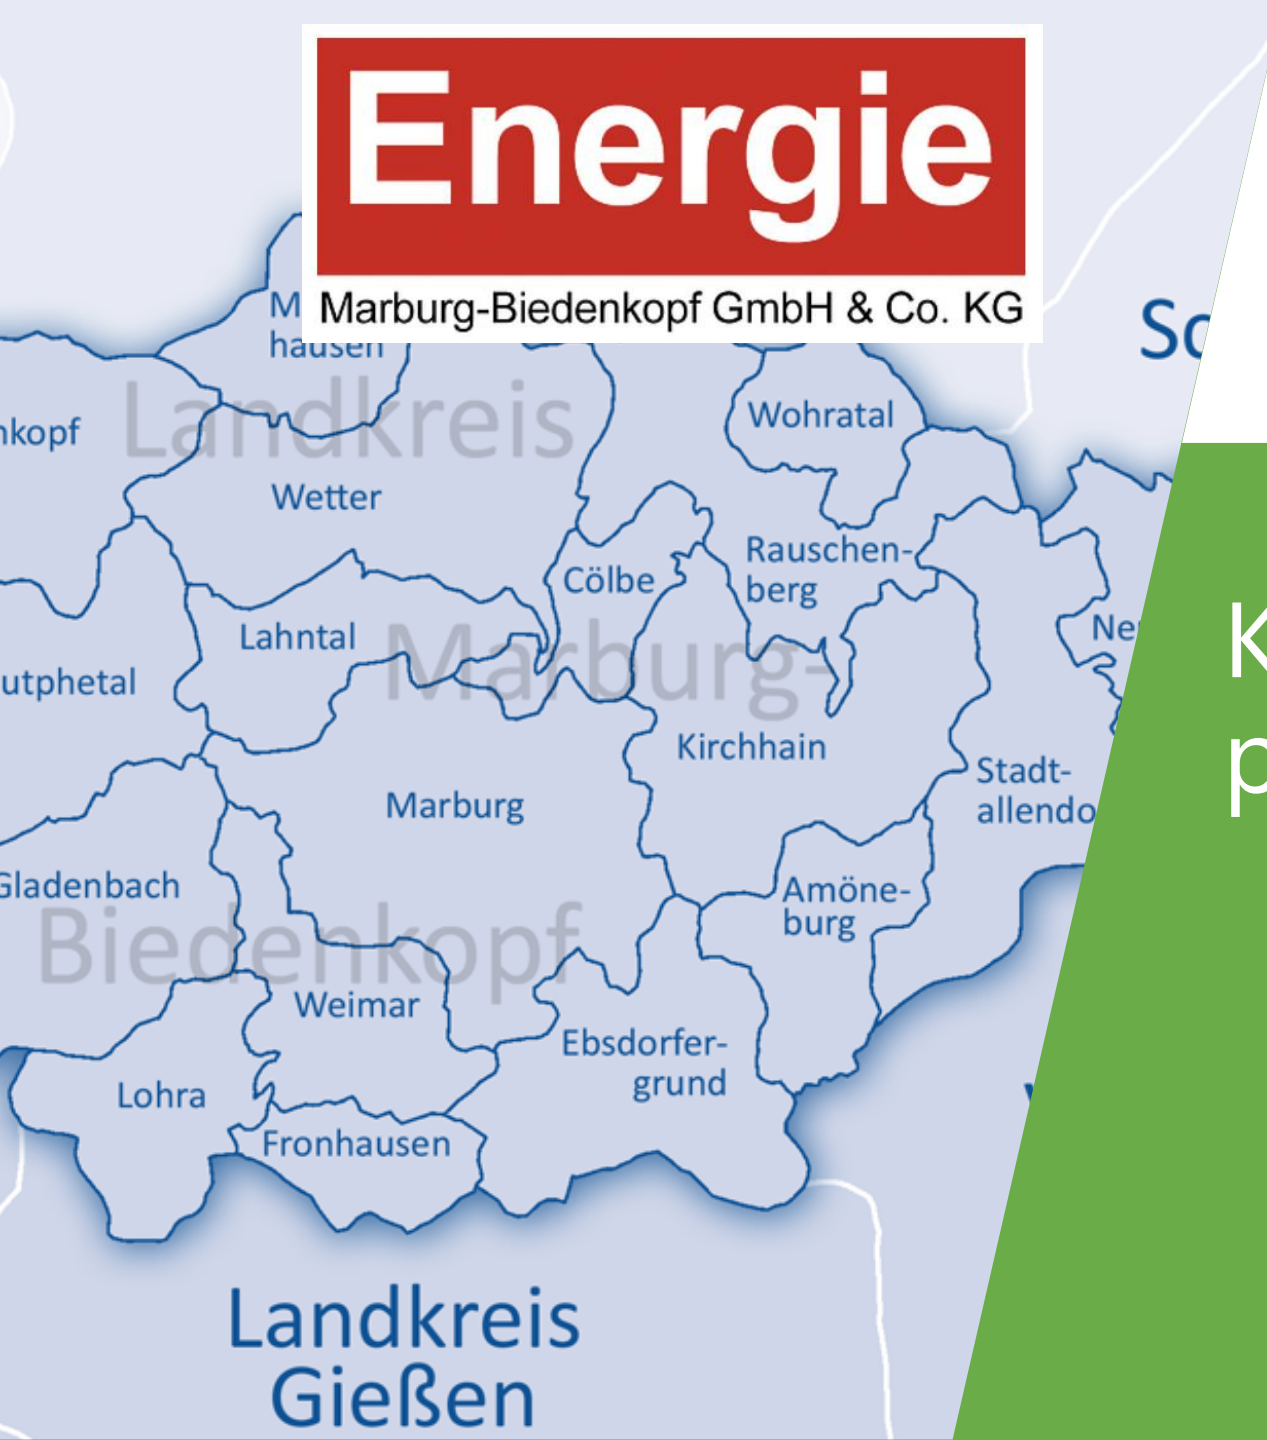 Energie
Marburg-Biedenkopf GmbH & Co. KG
hausen
Landkreis
Wohratal
Wetter
Rauschen-
berg
Cölbe
Lahntal
Marburg-
Kirchhain
Stadt-
Marburg
Gladenbach
Amöne-
burg
Biedenkopf
Weimar
Ebsdorfer-
grund
Lohra
Fronhausen
Landkreis
Gießen